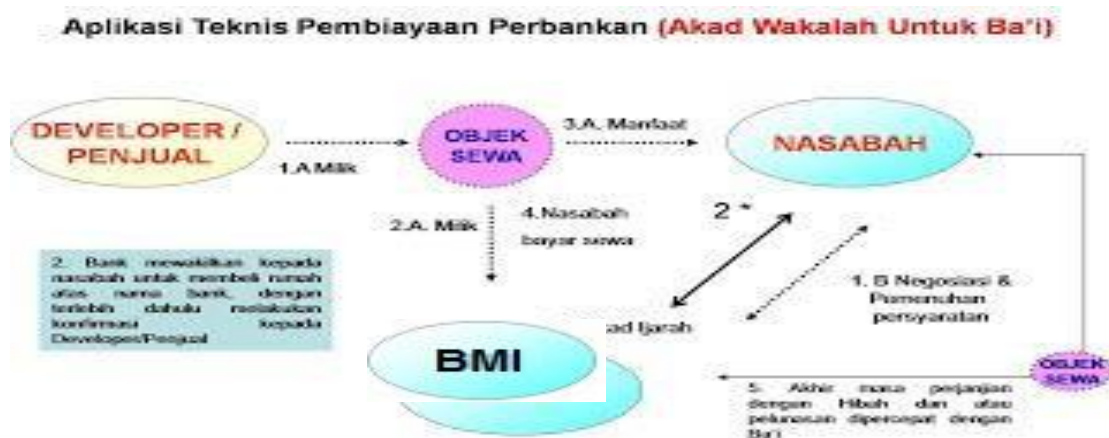 Aplikasi Teknis Pembiayaan Perbankan (Akad Wakalah Untuk Ba'i)
DEVELOPER /
PENJUAL
1.A Milik
OBJEK
SEWA
3.A. Manfaat
NASABAH
2.A. Milik
4.Nasabah
bayar sewa
2 *
2. Bank mewakilkan kepada
nasabah untuk membeli rumah
atas nama bank, dengan
terlebih dahulu melakukan
konfirmasi kepada
Developer/Penjual
1. B Negosiasi &
Pemenuhan
persyaratan
ad Ijarah
BMI
OBJEK
SEWA
5. Akhir masa perjanjian
dengan Hibah dan atau
pelunasan dipercepat dengan
Ba'i